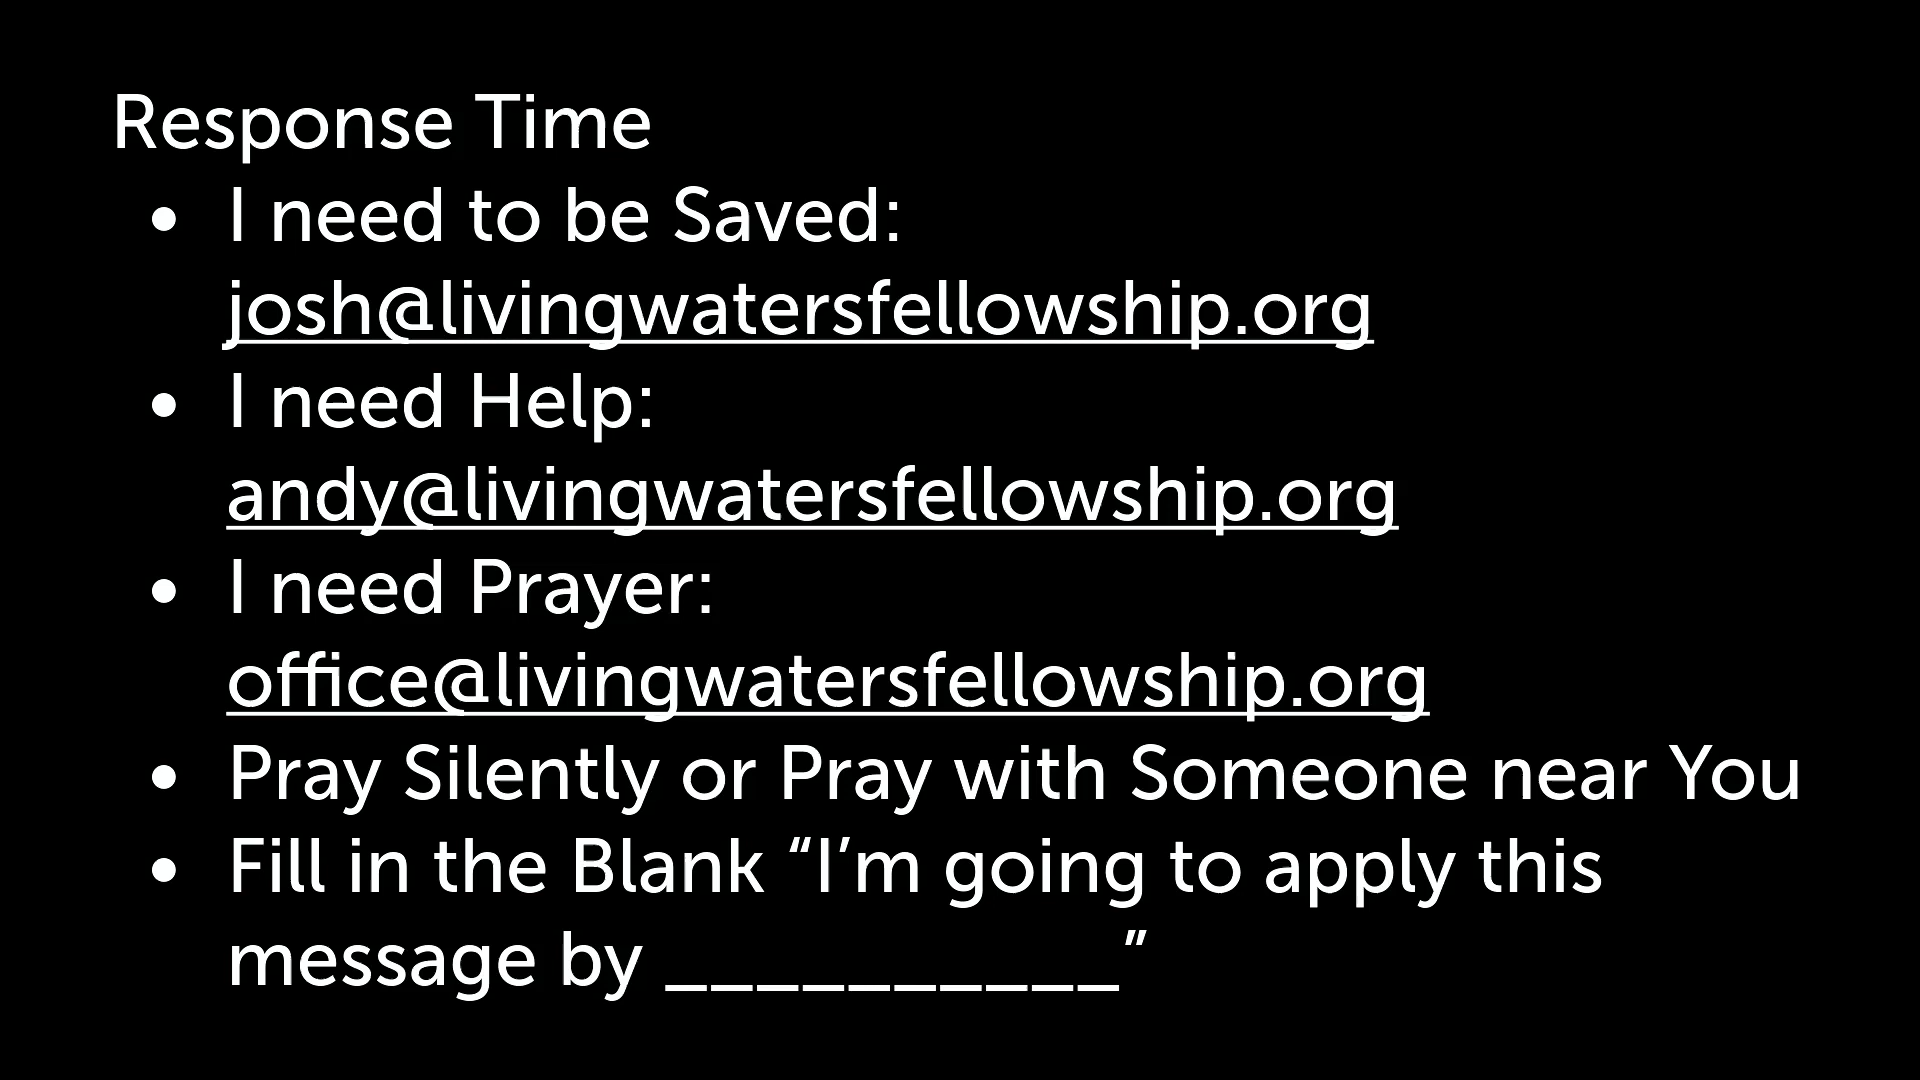 Response Time
• I need to be Saved:
josh@livingwatersfellowship.org
• I need Help:
andy@livingwatersfellowship.org
• I need Prayer:
office@livingwatersfellowship.org
• Pray Silently or Pray with Someone near You
• Fill in the Blank “I’m going to apply this
message by __________”